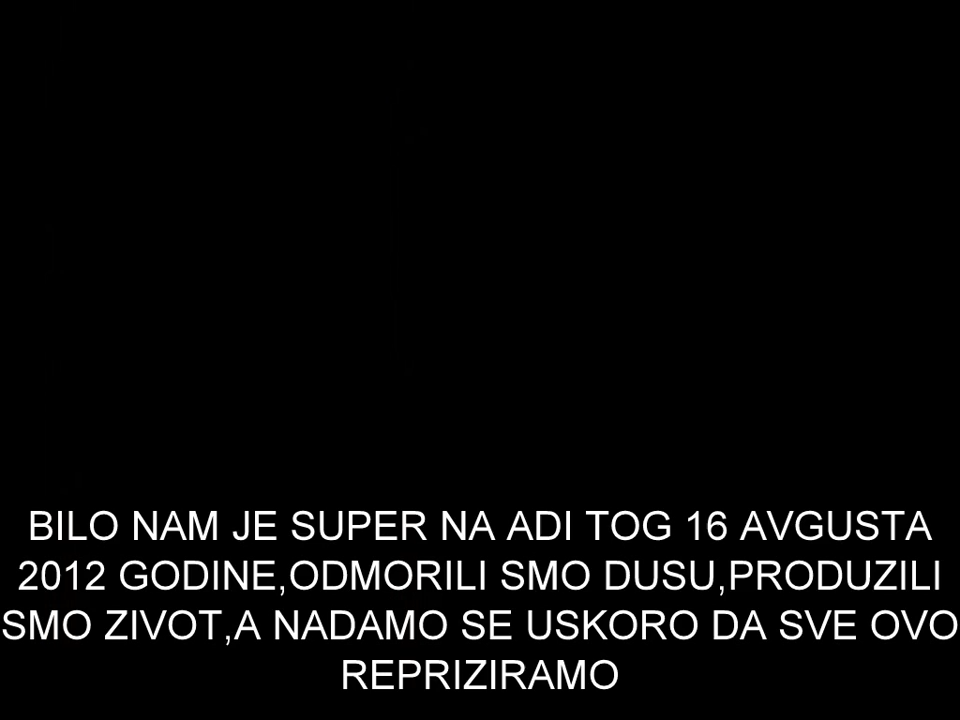 BILO NAM JE SUPER NA ADI TOG 16 AVGUSTA
2012 GODINE,ODMORILI SMO DUSU,PRODUZILI
SMO ZIVOT,A NADAMO SE USKORO DA SVE OVO
REPRIZIRAMO